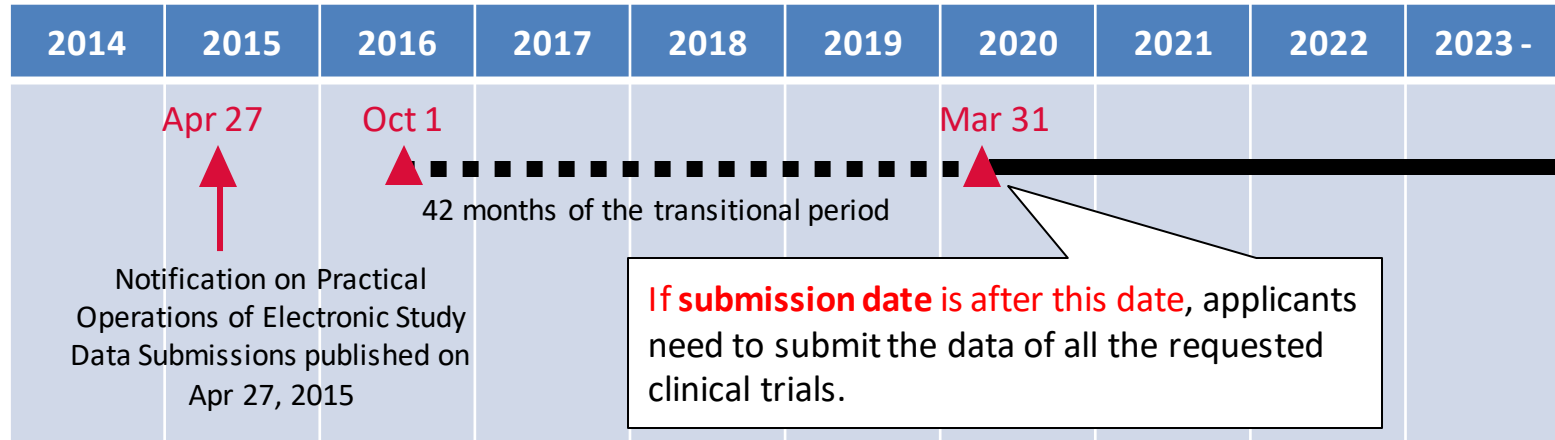 2014 2015 2016 2017 2018 2019 2020 2021 2022 2023 -
Apr 27 Oct 1 Mar 31
42 months of the transitional period
Notification on Practical
Operations of Electronic Study
Data Submissions published on
Apr 27, 2015
If submission date is after this date, applicants
need to submit the data of all the requested
clinical trials.